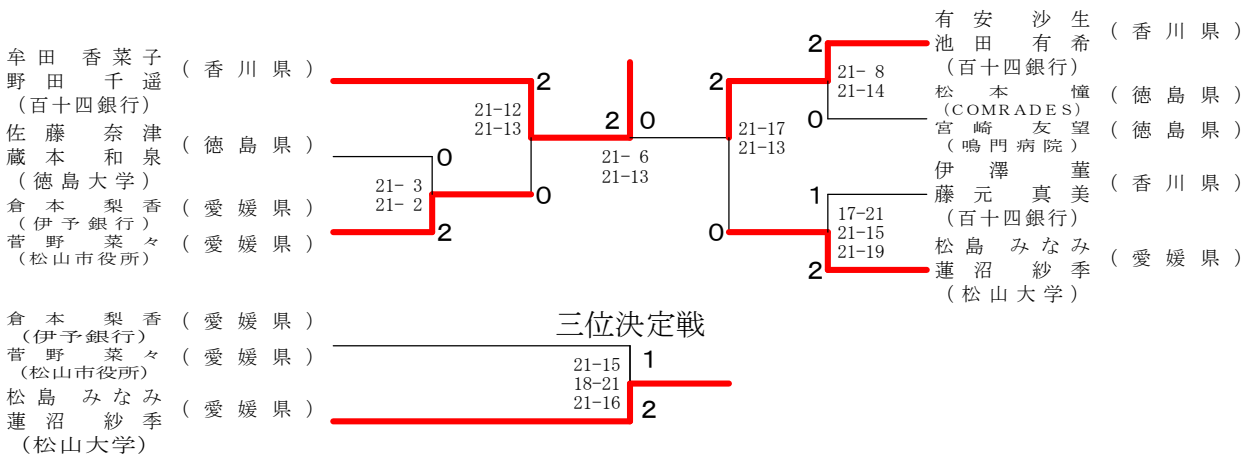 牟田 香菜子 (香川県)
野田 千遥
(百十四銀行)
佐藤 奈津 (徳島県)
蔵本 和泉
(徳島大学)
倉本 梨香 (愛媛県)
(伊予銀行)
菅野 菜々 (愛媛県)
(松山市役所)
0
21- 3
21- 2
2
2
21-12
21-13
0
2 0
21- 6
21-13
2
21-17
21-13
0
2
21- 8
21-14
0
1
17-21
21-15
21-19
2
有安 沙生 (香川県)
池田 有希
(百十四銀行)
松本 憧 (徳島県)
(COMRADES)
宮崎 友望 (徳島県)
(鳴門病院)
伊澤 菫 (香川県)
藤元 真美
(百十四銀行)
松島 みなみ (愛媛県)
蓮沼 紗季
(松山大学)
三位決定戦
倉本 梨香 (愛媛県)
(伊予銀行)
菅野 菜々 (愛媛県)
(松山市役所)
松島 みなみ (愛媛県)
蓮沼 紗季
(松山大学)
1
21-15
18-21
21-16
2